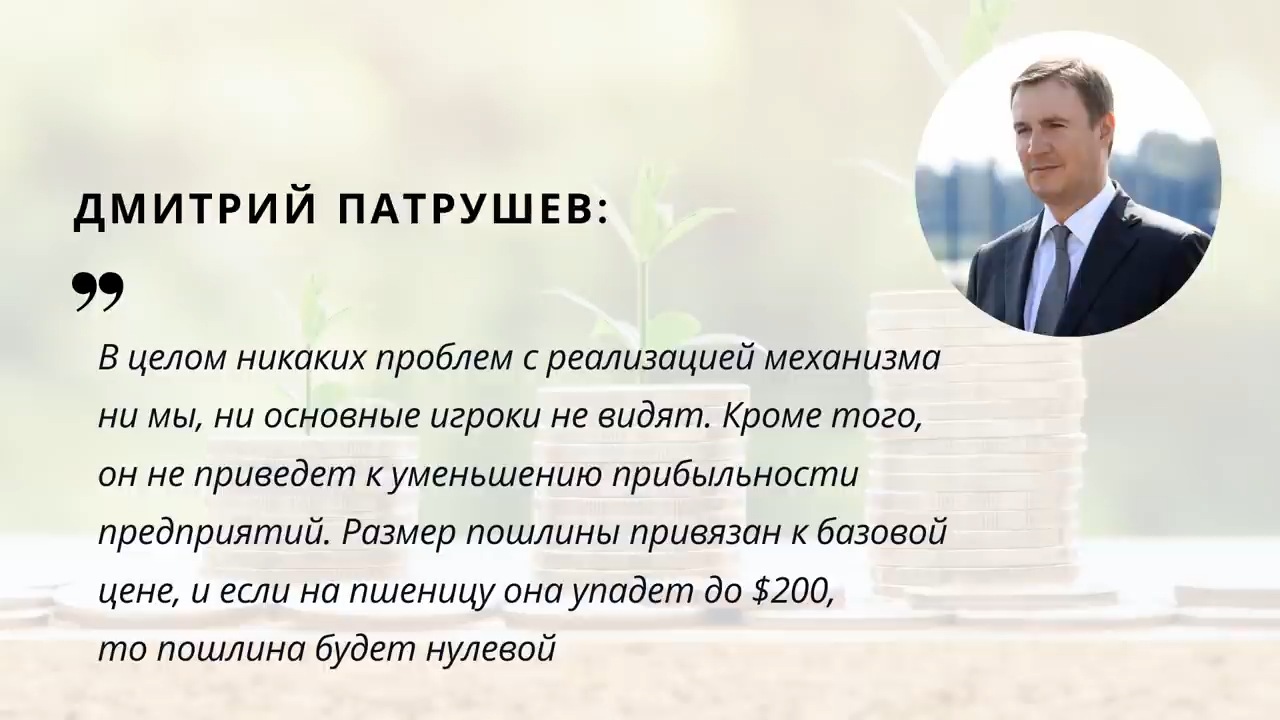 ДМИТРИЙ ПАТРУШЕВ:
”
В целом никаких проблем с реализацией механизма
ни мы, ни основные игроки не видят. Кроме того,
он не приведет к уменьшению прибыльности
предприятий. Размер пошлины привязан к базовой
цене, и если на пшеницу она упадет до $200,
то пошлина будет нулевой